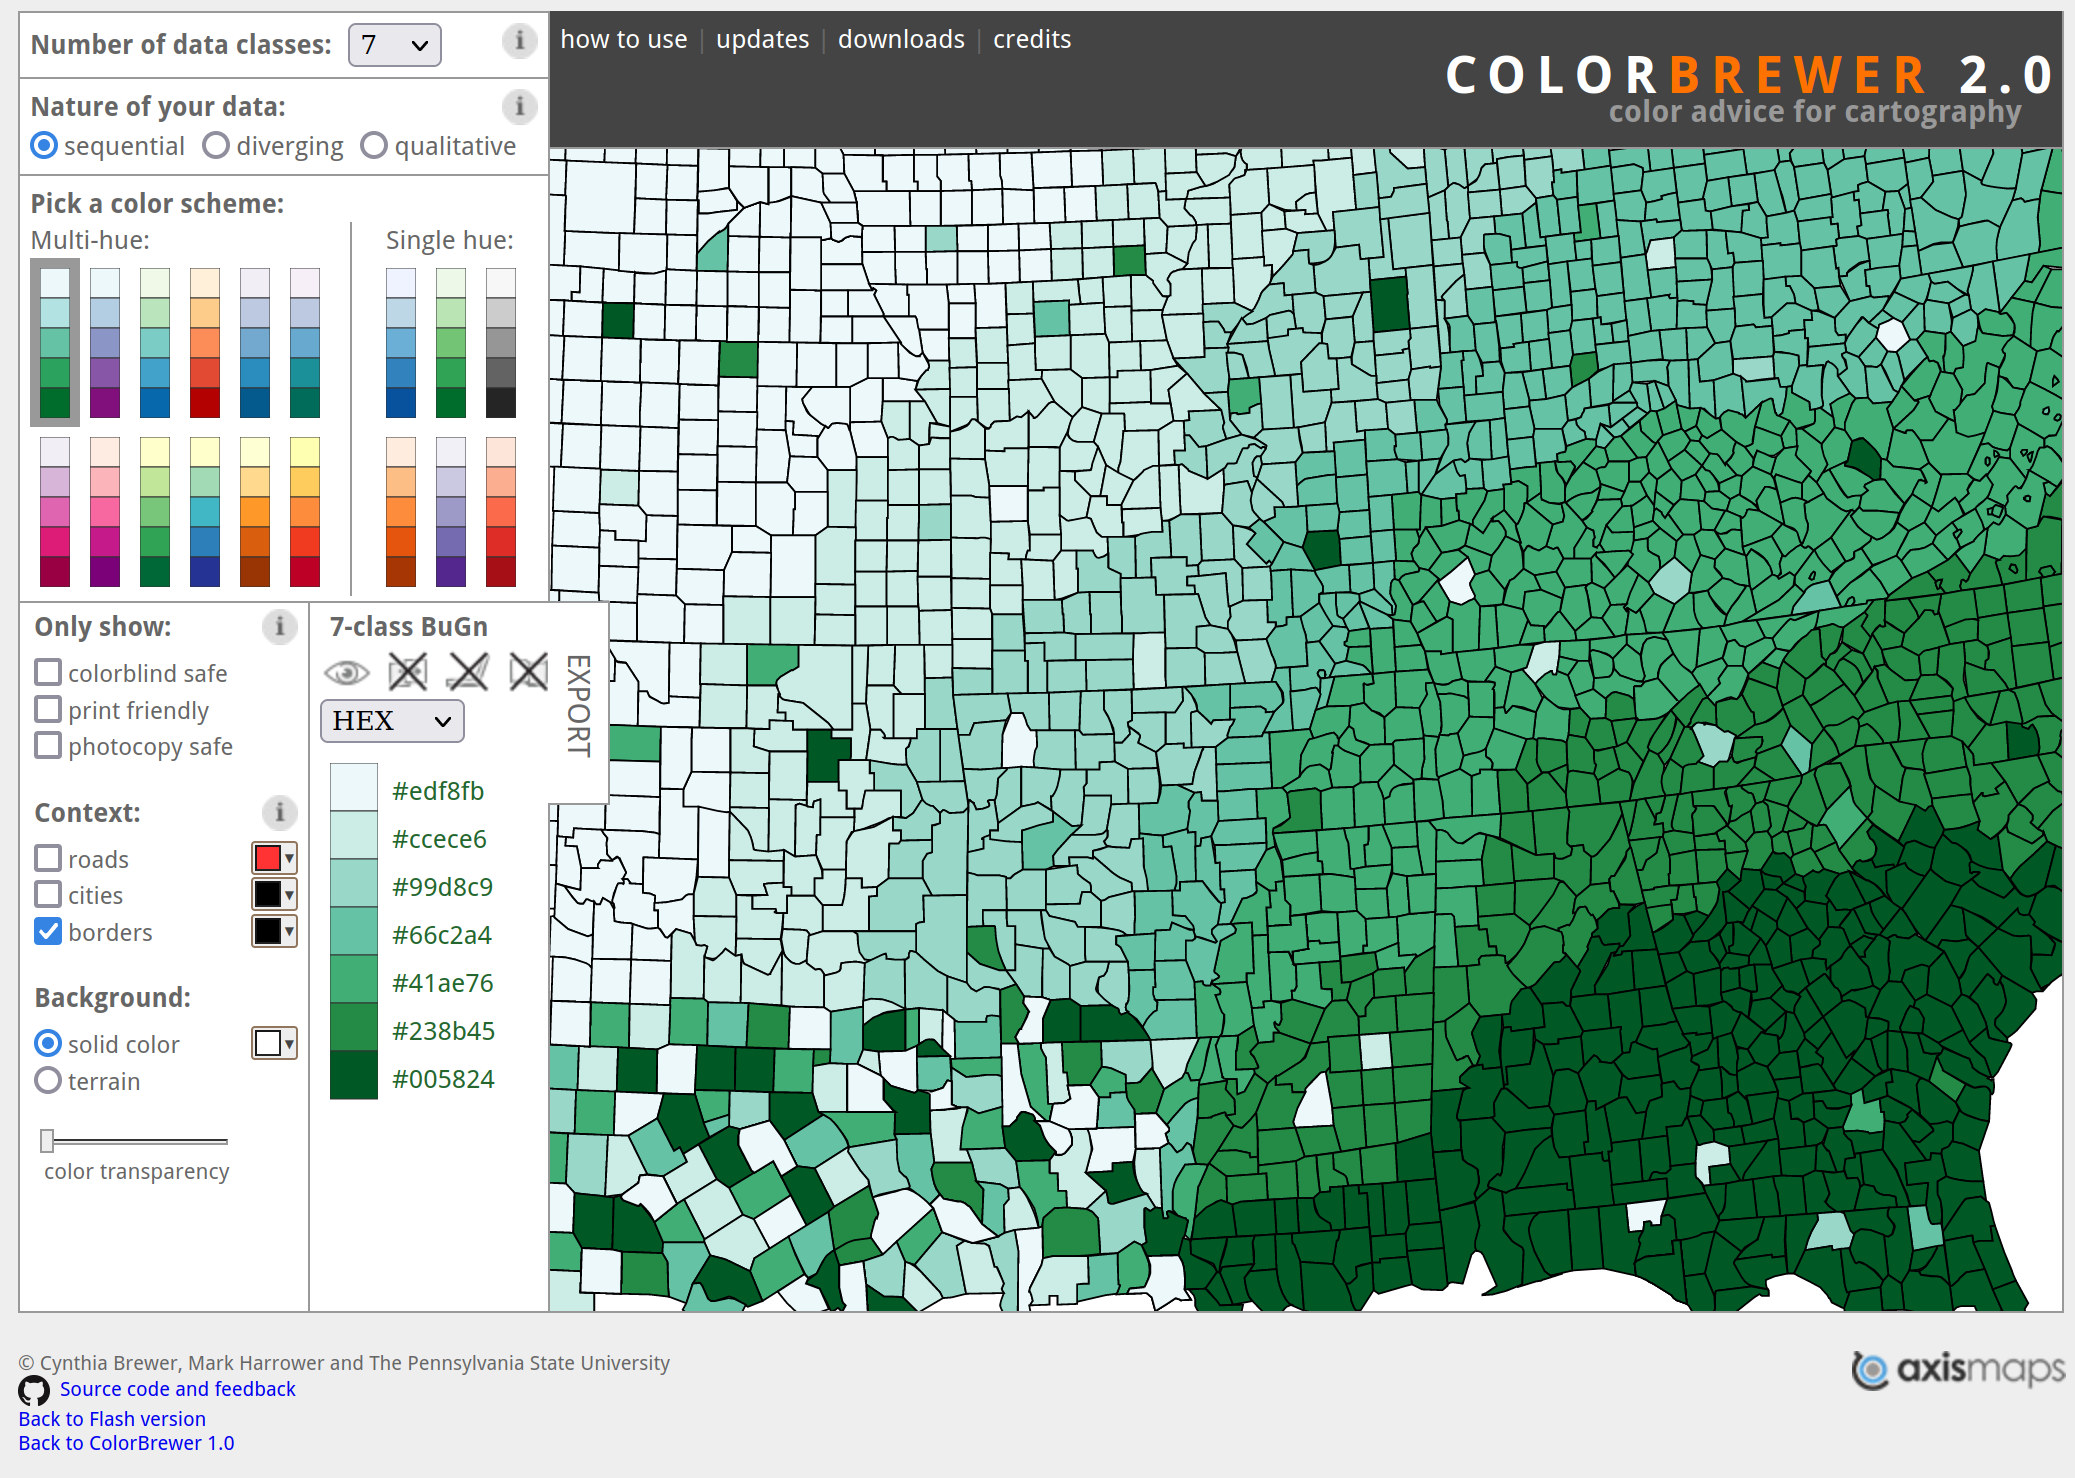 Number of data classes: 7
how to use | updates | downloads | credits
COLORBREWER 2.0
color advice for cartography
Nature of your data:
sequential diverging qualitative
Pick a color scheme:
Multi-hue: Single hue:
Only show:
colorblind safe
print friendly
photocopy safe
Context:
roads
cities
borders
Background:
solid color
terrain
color transparency
7-class BuGn
EXPORT
HEX
#edf8fb
#ccece6
#99d8c9
#66c2a4
#41ae76
#238b45
#005824
© Cynthia Brewer, Mark Harrower and The Pennsylvania State University
Source code and feedback
Back to Flash version
Back to ColorBrewer 1.0
axismaps